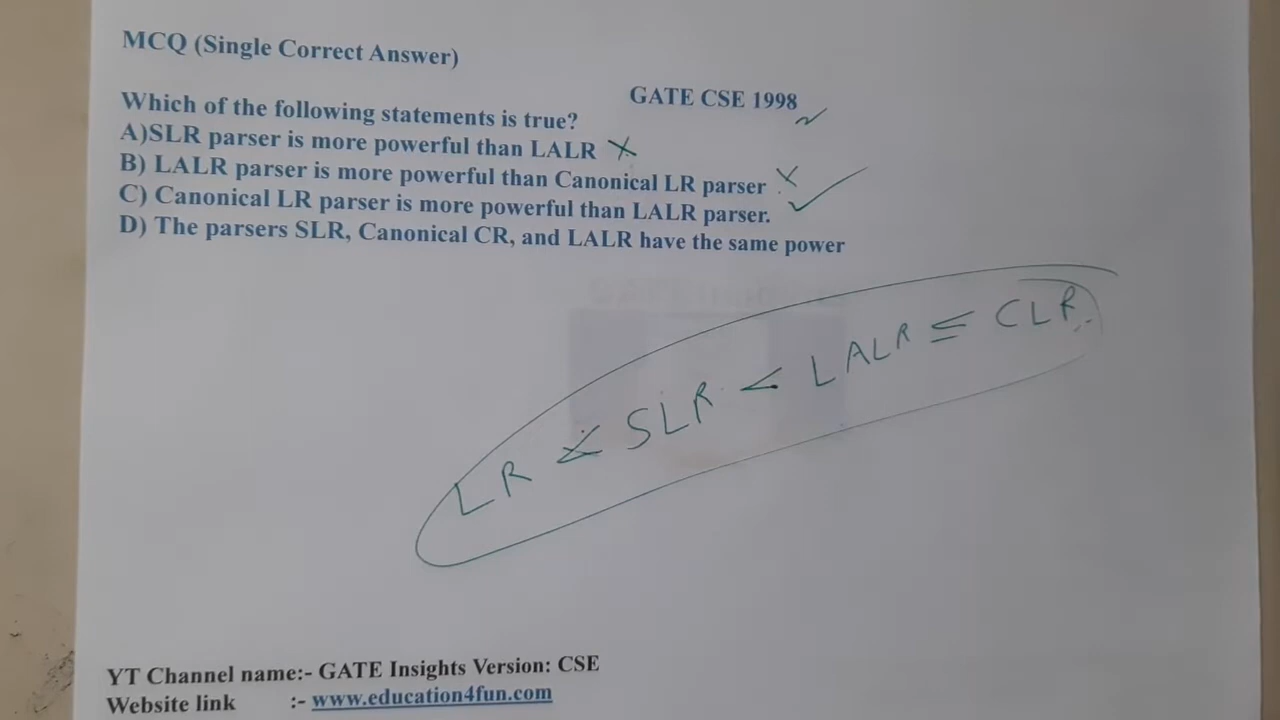 MCQ (Single Correct Answer)
GATE CSE 1998
Which of the following statements is true?
A)SLR parser is more powerful than LALR
B) LALR parser is more powerful than Canonical LR parser
C) Canonical LR parser is more powerful than LALR parser.
D) The parsers SLR, Canonical CR, and LALR have the same power
LR ≤ SLR < LALR ≤ CLR
YT Channel name:- GATE Insights Version: CSE
Website link :- www.education4fun.com